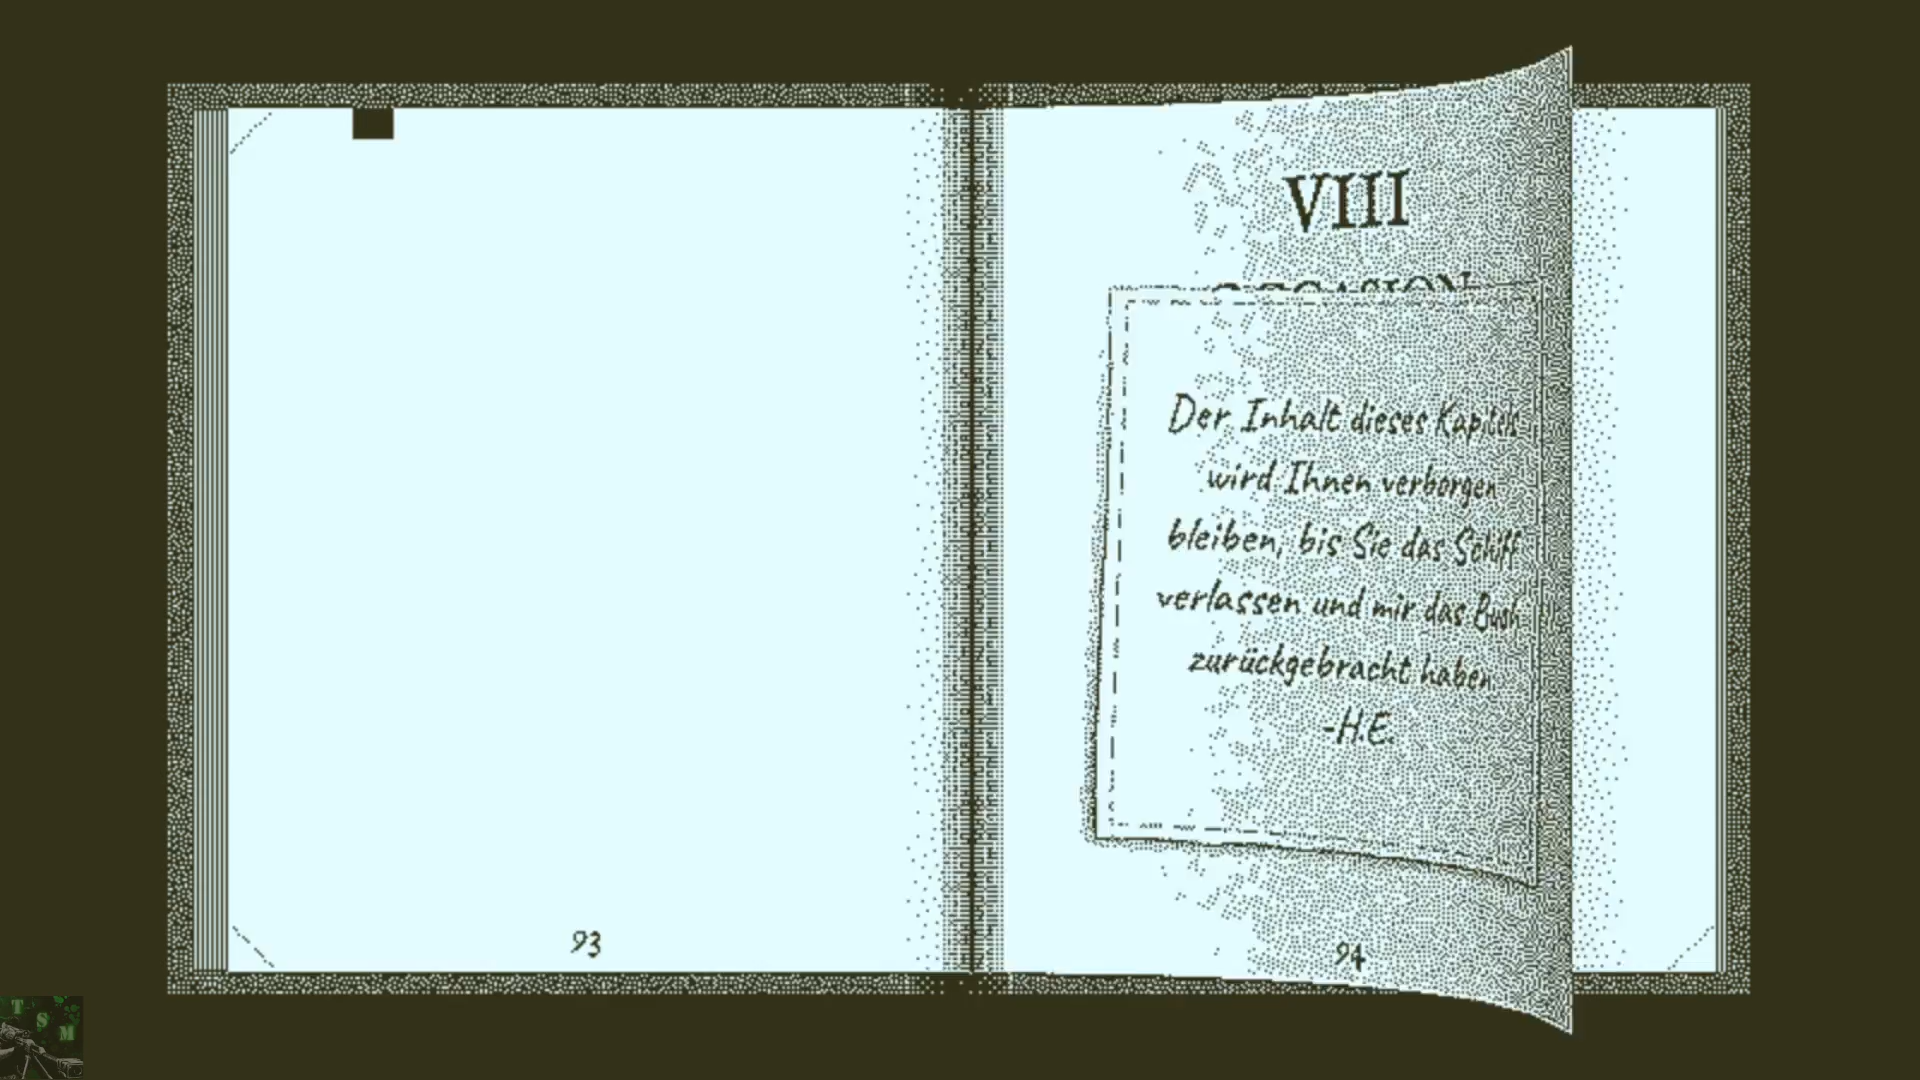 93
VIII
Der Inhalt dieses Kapitels
wird Ihnen verborgen
bleiben, bis Sie das Schiff
verlassen und mir das Buch
zurückgebracht haben
-H.E.
94
T S M